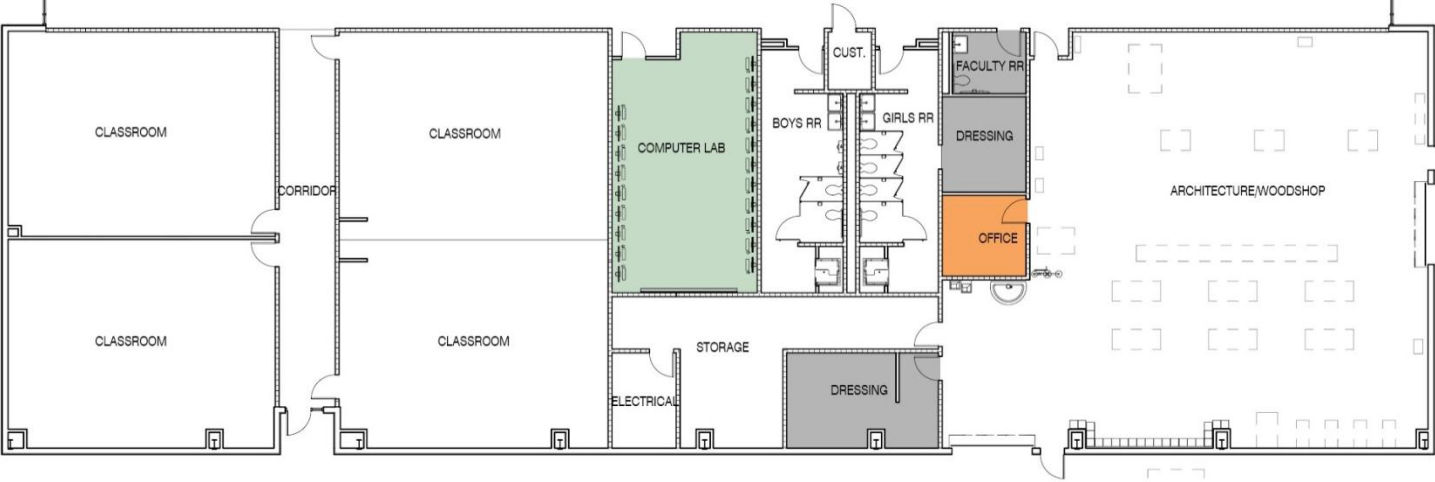 CUST.
FACULTY RR
BOYS RR
GIRLS RR
CLASSROOM
CLASSROOM
COMPUTER LAB
DRESSING
CORRIDOR
ARCHITECTURE/WOODSHOP
OFFICE
CLASSROOM
CLASSROOM
STORAGE
DRESSING
ELECTRICAL